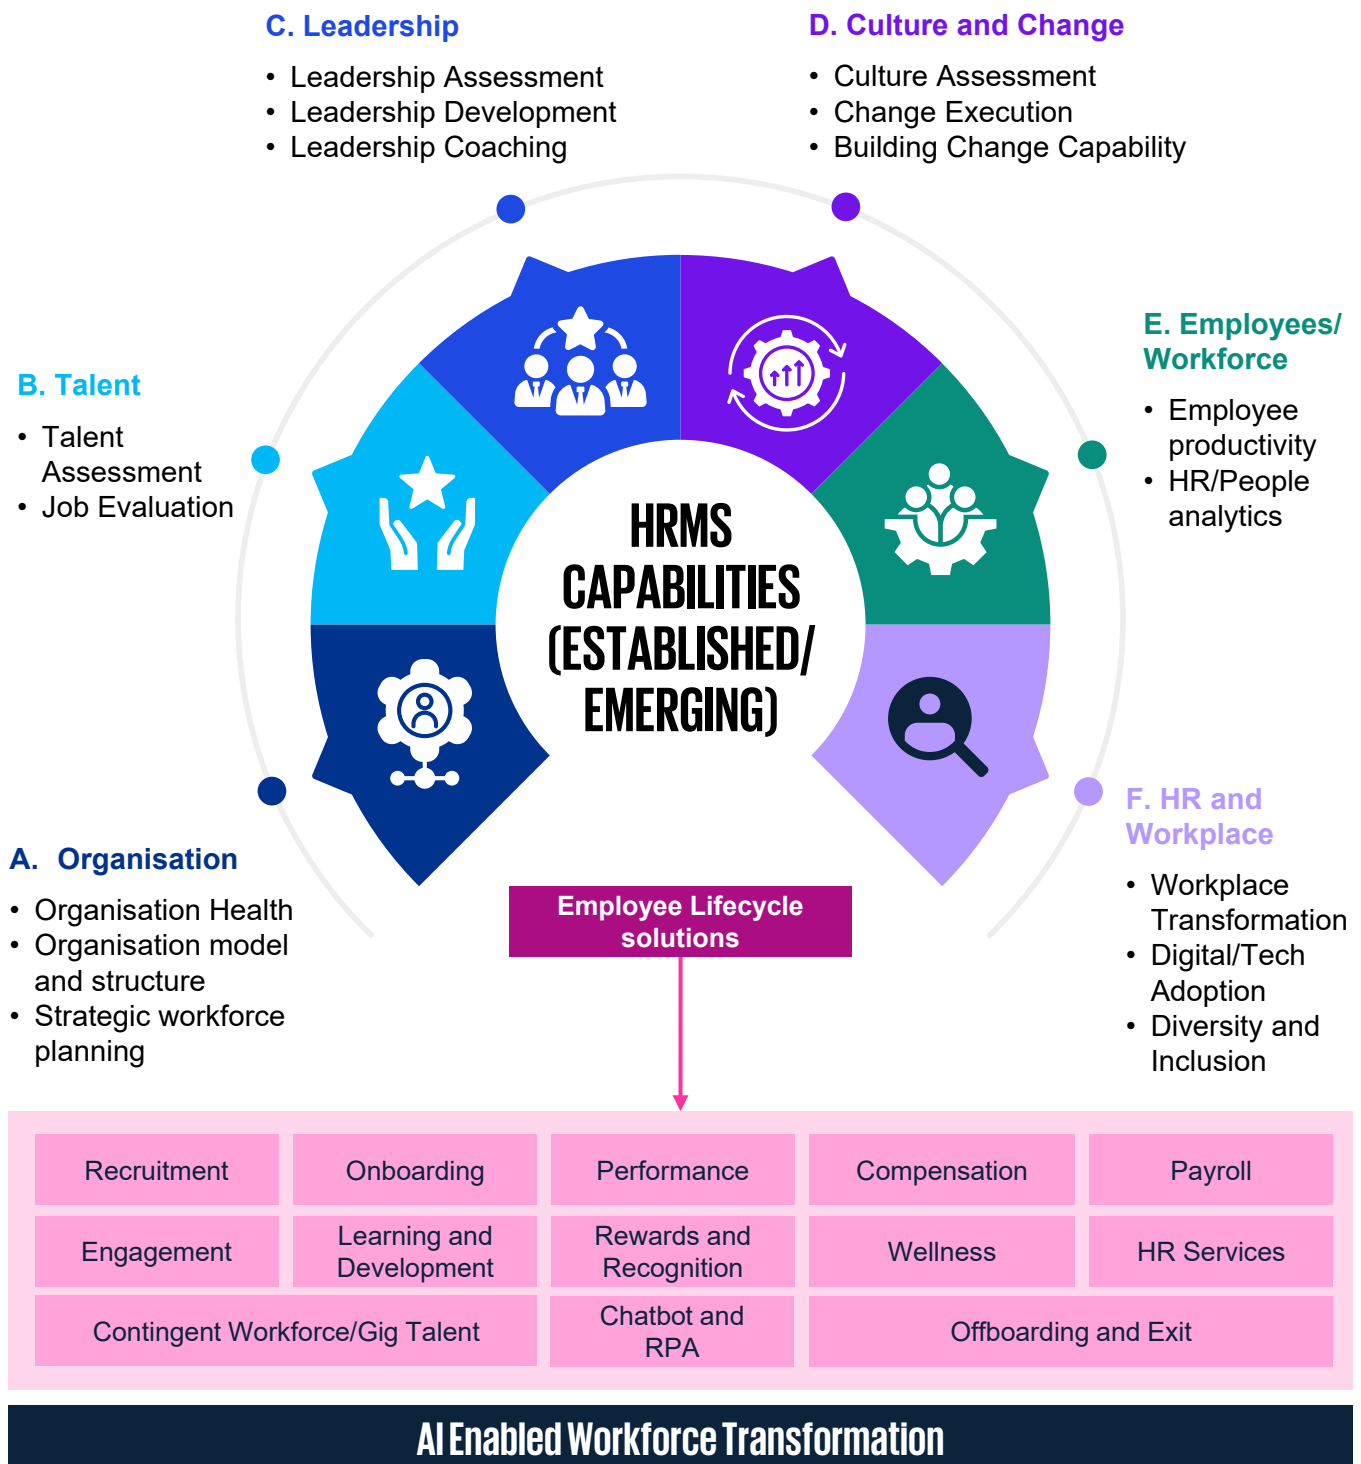 C. Leadership
• Leadership Assessment
• Leadership Development
• Leadership Coaching
D. Culture and Change
• Culture Assessment
• Change Execution
• Building Change Capability
B. Talent
• Talent
Assessment
• Job Evaluation
E. Employees/
Workforce
• Employee
productivity
• HR/People
analytics
HRMS
CAPABILITIES
(ESTABLISHED/
EMERGING)
A. Organisation
• Organisation Health
• Organisation model
and structure
• Strategic workforce
planning
F. HR and
Workplace
• Workplace
Transformation
• Digital/Tech
Adoption
• Diversity and
Inclusion
Employee Lifecycle
solutions
Recruitment
Onboarding
Performance
Compensation
Payroll
Engagement
Learning and
Development
Rewards and
Recognition
Wellness
HR Services
Contingent Workforce/Gig Talent
Chatbot and
RPA
Offboarding and Exit
AI Enabled Workforce Transformation